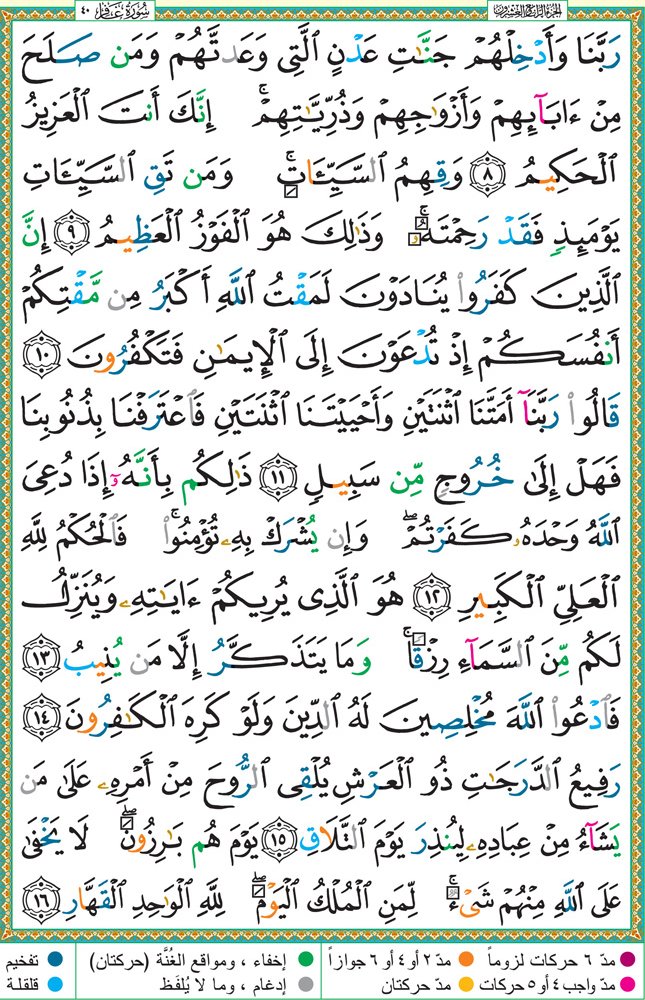 الجزء الرابع والعشرون
سورة غافر ٤٠
رَبَّنَا وَأَدْخِلْهُمْ جَنَّٰتِ عَدْنٍ ٱلَّتِى وَعَدتَّهُمْ وَمَن صَلَحَ
مِنْ ءَابَآئِهِمْ وَأَزْوَٰجِهِمْ وَذُرِّيَّٰتِهِمْ ۚ إِنَّكَ أَنتَ ٱلْعَزِيزُ
ٱلْحَكِيمُ ٨ وَقِهِمُ ٱلسَّيِّـَٔاتِ ۚ وَمَن تَقِ ٱلسَّيِّـَٔاتِ
يَوْمَئِذٍ فَقَدْ رَحِمْتَهُۥ ۚ وَذَٰلِكَ هُوَ ٱلْفَوْزُ ٱلْعَظِيمُ ٩ إِنَّ
ٱلَّذِينَ كَفَرُوا۟ يُنَادَوْنَ لَمَقْتُ ٱللَّهِ أَكْبَرُ مِن مَّقْتِكُمْ
أَنفُسَكُمْ إِذْ تُدْعَوْنَ إِلَى ٱلْإِيمَٰنِ فَتَكْفُرُونَ ١٠
قَالُوا۟ رَبَّنَآ أَمَتَّنَا ٱثْنَتَيْنِ وَأَحْيَيْتَنَا ٱثْنَتَيْنِ فَٱعْتَرَفْنَا بِذُنُوبِنَا
فَهَلْ إِلَىٰ خُرُوجٍ مِّن سَبِيلٍ ١١ ذَٰلِكُم بِأَنَّهُۥٓ إِذَا دُعِىَ
ٱللَّهُ وَحْدَهُۥ كَفَرْتُمْ ۖ وَإِن يُشْرَكْ بِهِۦ تُؤْمِنُوا۟ ۚ فَٱلْحُكْمُ لِلَّهِ
ٱلْعَلِىِّ ٱلْكَبِيرِ ١٢ هُوَ ٱلَّذِى يُرِيكُمْ ءَايَٰتِهِۦ وَيُنَزِّلُ
لَكُم مِّنَ ٱلسَّمَآءِ رِزْقًا ۚ وَمَا يَتَذَكَّرُ إِلَّا مَن يُنِيبُ ١٣
فَٱدْعُوا۟ ٱللَّهَ مُخْلِصِينَ لَهُ ٱلدِّينَ وَلَوْ كَرِهَ ٱلْكَٰفِرُونَ ١٤
رَفِيعُ ٱلدَّرَجَٰتِ ذُو ٱلْعَرْشِ يُلْقِى ٱلرُّوحَ مِنْ أَمْرِهِۦ عَلَىٰ مَن
يَشَآءُ مِنْ عِبَادِهِۦ لِيُنذِرَ يَوْمَ ٱلتَّلَاقِ ١٥ يَوْمَ هُم بَٰرِزُونَ ۖ لَا يَخْفَىٰ
عَلَى ٱللَّهِ مِنْهُمْ شَىْءٌ ۚ لِّمَنِ ٱلْمُلْكُ ٱلْيَوْمَ ۖ لِلَّهِ ٱلْوَٰحِدِ ٱلْقَهَّارِ ١٦
مدّ ٦ حركات لزوماً مدّ ٢ أو ٤ أو ٦ جوازاً إخفاء ، ومواقع الغُنَّة (حركتان) تفخيم
مدّ واجب ٤ أو ٥ حركات مدّ حركتان إدغام ، وما لا يُلفَظ قلقلة